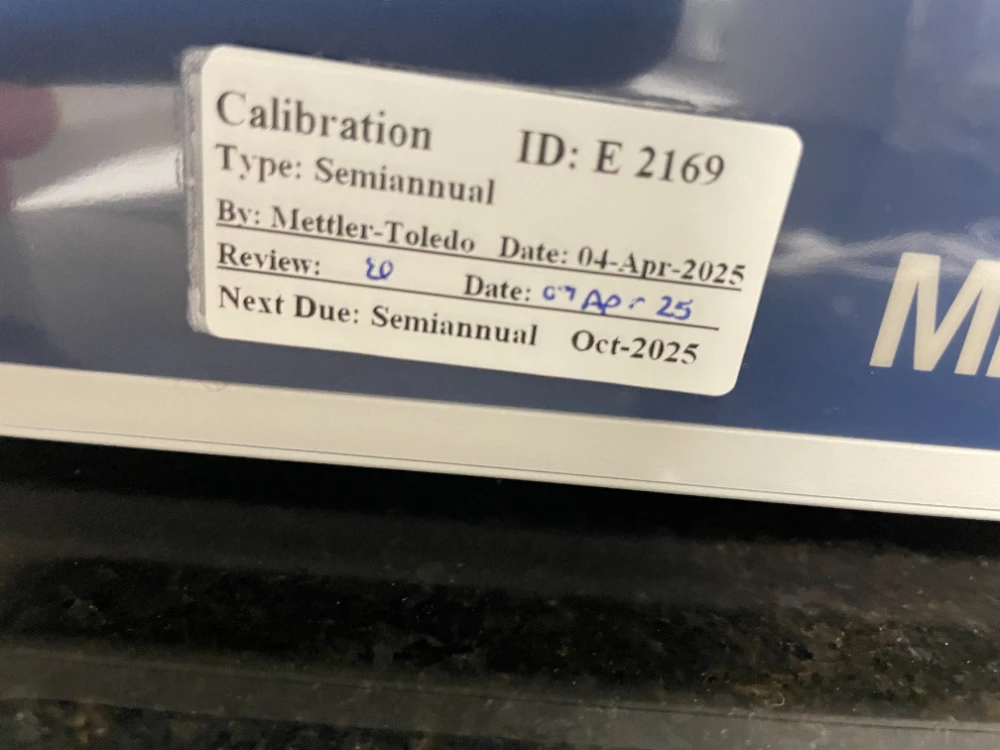 Calibration ID: E 2169
Type: Semiannual
By: Mettler-Toledo Date: 04-Apr-2025
Review: Date: 07 Apr 25
Next Due: Semiannual Oct-2025